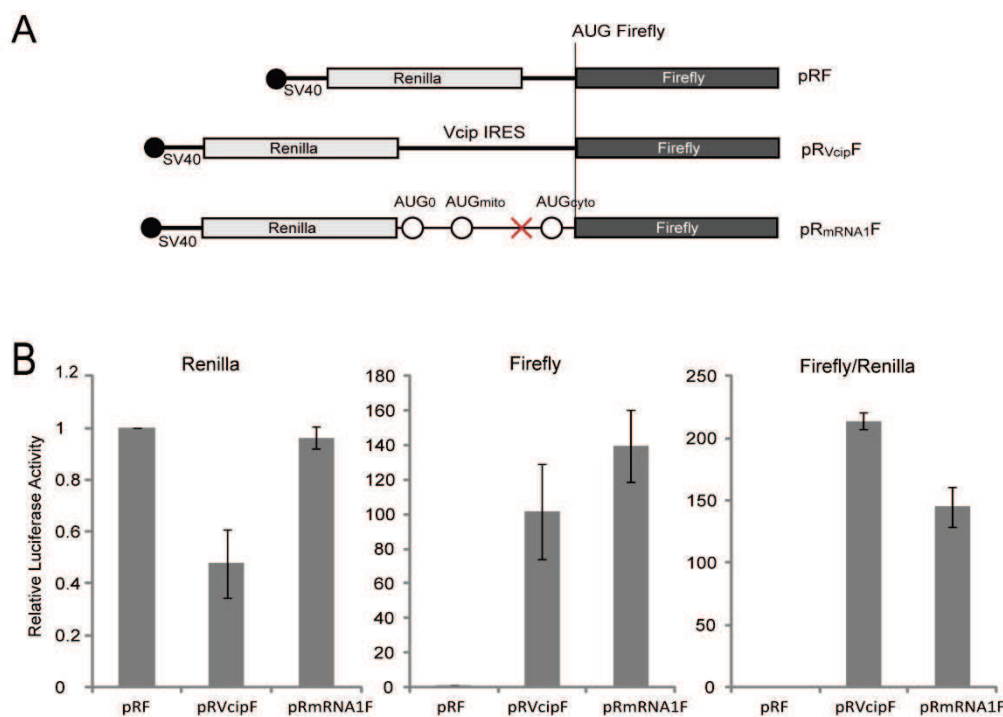 A
AUG Firefly
SV40 Renilla Firefly pRF
Vcip IRES
SV40 Renilla Firefly pRVcipF
AUG0 AUGmito AUGcyto
SV40 Renilla Firefly pRmRNA1F
B
Renilla Firefly Firefly/Renilla
Relative Luciferase Activity
1.2
1
0.8
0.6
0.4
0.2
0
pRF pRVcipF pRmRNA1F
180
160
140
120
100
80
60
40
20
0
pRF pRVcipF pRmRNA1F
250
200
150
100
50
0
pRF pRVcipF pRmRNA1F